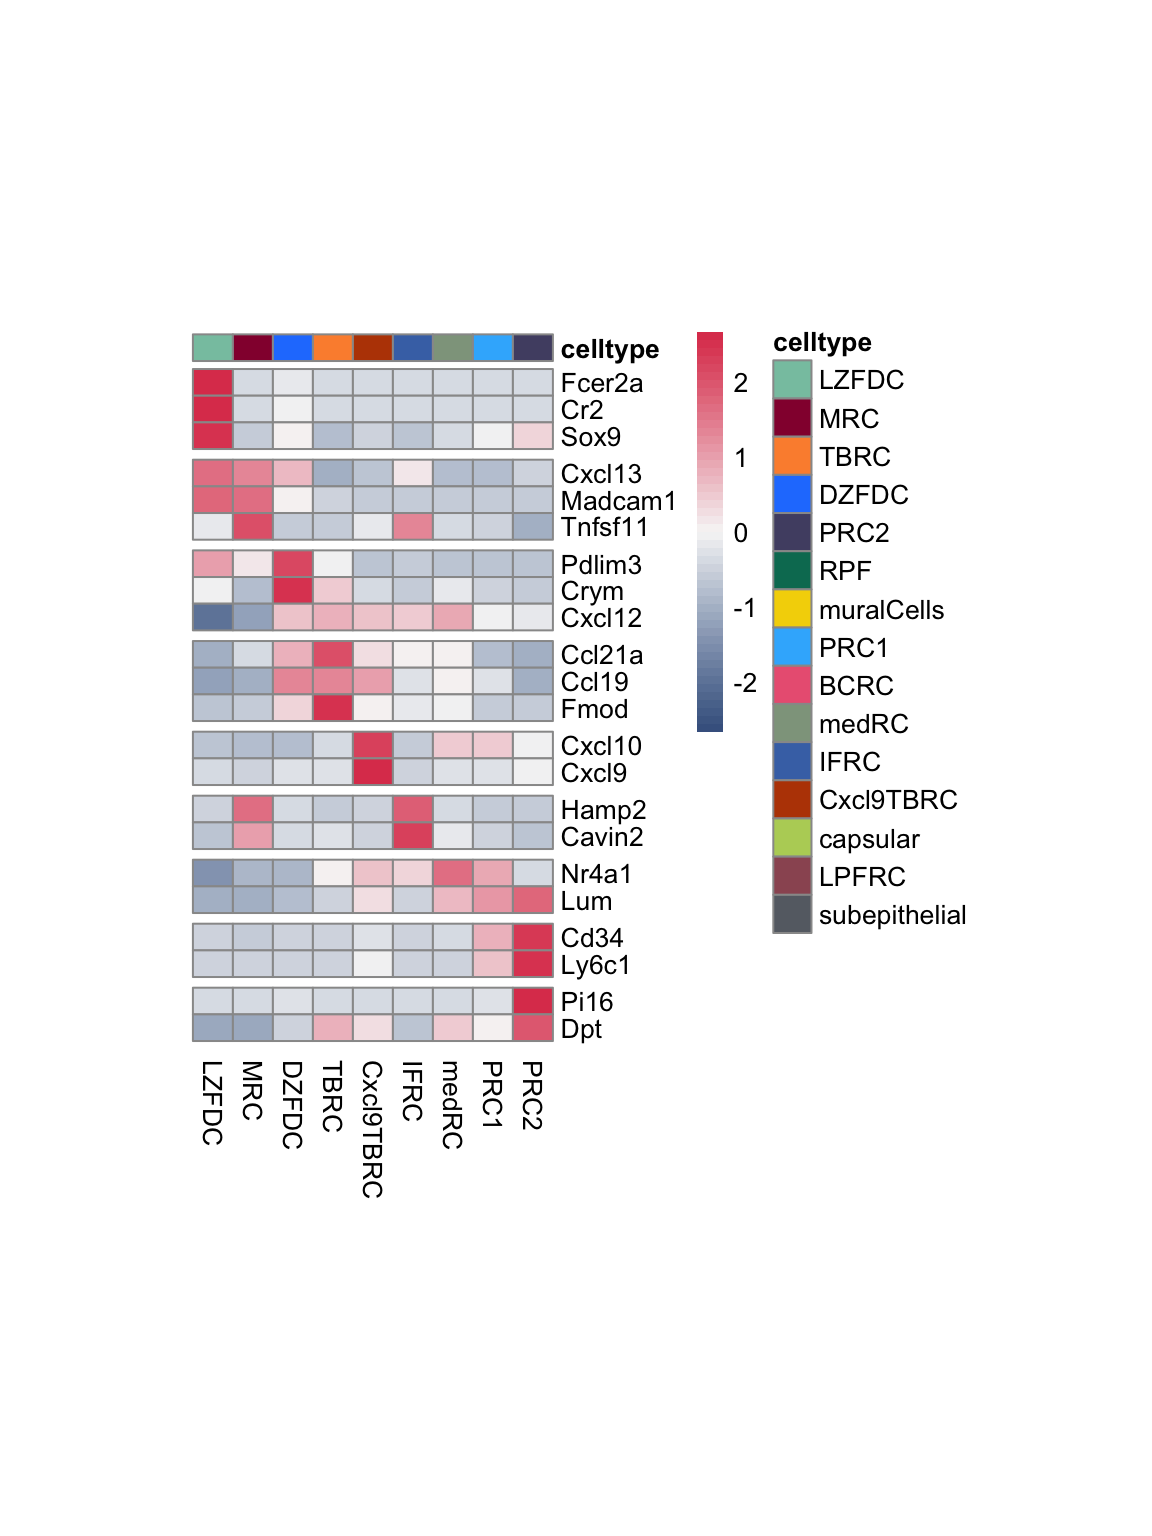 celltype
Fcer2a
Cr2
Sox9
Cxcl13
Madcam1
Tnfsf11
Pdlim3
Crym
Cxcl12
Ccl21a
Ccl19
Fmod
Cxcl10
Cxcl9
Hamp2
Cavin2
Nr4a1
Lum
Cd34
Ly6c1
Pi16
Dpt
LZFDC
MRC
DZFDC
TBRC
Cxcl9TBRC
IFRC
medRC
PRC1
PRC2
2
1
0
-1
-2
celltype
LZFDC
MRC
TBRC
DZFDC
PRC2
RPF
muralCells
PRC1
BCRC
medRC
IFRC
Cxcl9TBRC
capsular
LPFRC
subepithelial